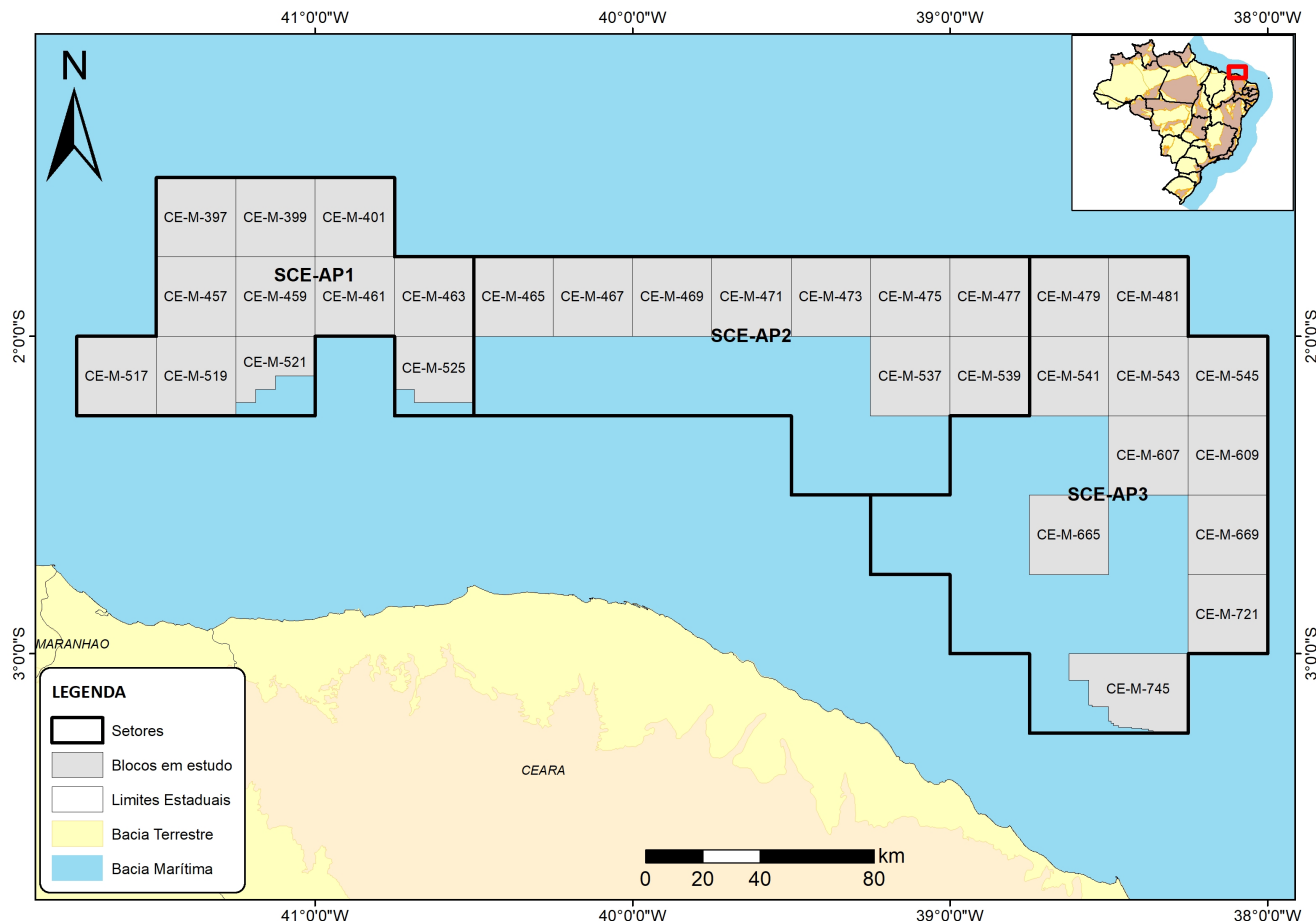 41°0'0"W
40°0'0"W
39°0'0"W
38°0'0"W
N
CE-M-397
CE-M-399
CE-M-401
SCE-AP1
CE-M-457
CE-M-459
CE-M-461
CE-M-463
CE-M-465
CE-M-467
CE-M-469
CE-M-471
CE-M-473
CE-M-475
CE-M-477
CE-M-479
CE-M-481
2°0'0"S
SCE-AP2
2°0'0"S
CE-M-517
CE-M-519
CE-M-521
CE-M-525
CE-M-537
CE-M-539
CE-M-541
CE-M-543
CE-M-545
CE-M-607
CE-M-609
SCE-AP3
CE-M-665
CE-M-669
CE-M-721
MARANHAO
3°0'0"S
3°0'0"S
CE-M-745
LEGENDA
Setores
Blocos em estudo
Limites Estaduais
Bacia Terrestre
Bacia Marítima
CEARA
km
0 20 40 80
41°0'0"W
40°0'0"W
39°0'0"W
38°0'0"W